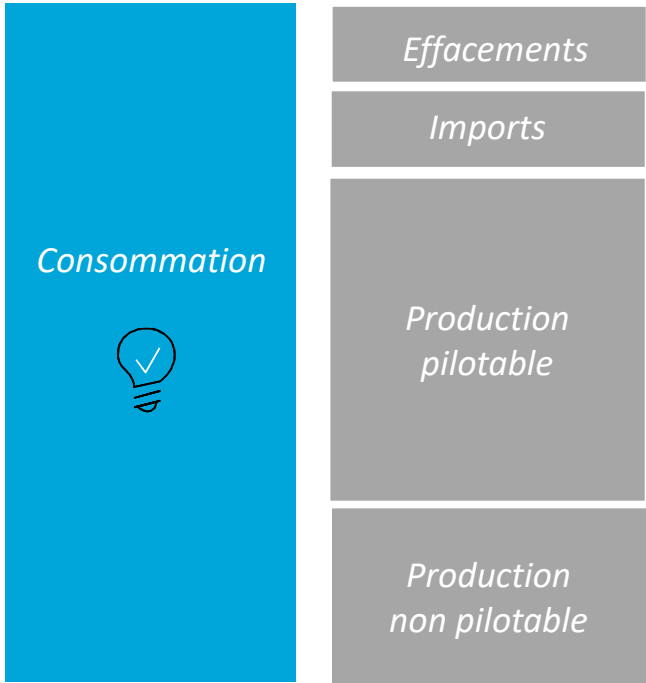 Consommation
Effacements
Imports
Production
pilotable
Production
non pilotable